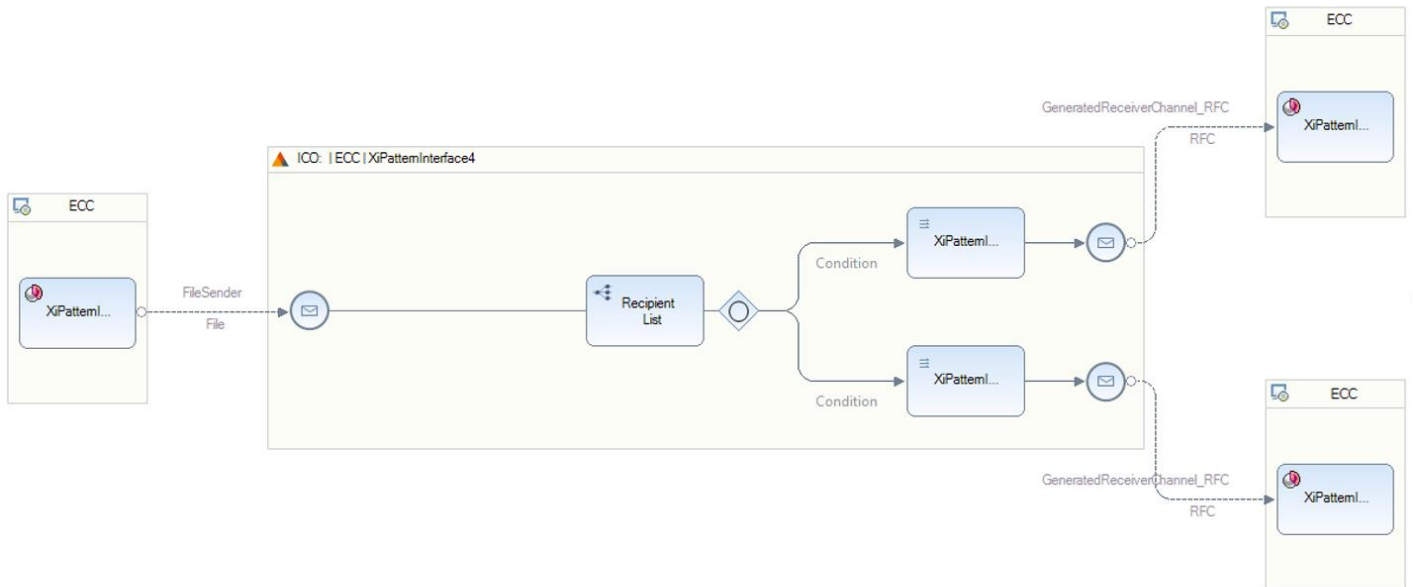 ECC
GeneratedReceiverChannel_RFC
XiPatternI...
RFC
ICO: | ECC | XiPatternInterface4
ECC
XiPatternI...
Condition
FileSender
XiPatternI...
Recipient
List
File
XiPatternI...
Condition
ECC
GeneratedReceiverChannel_RFC
XiPatternI...
RFC